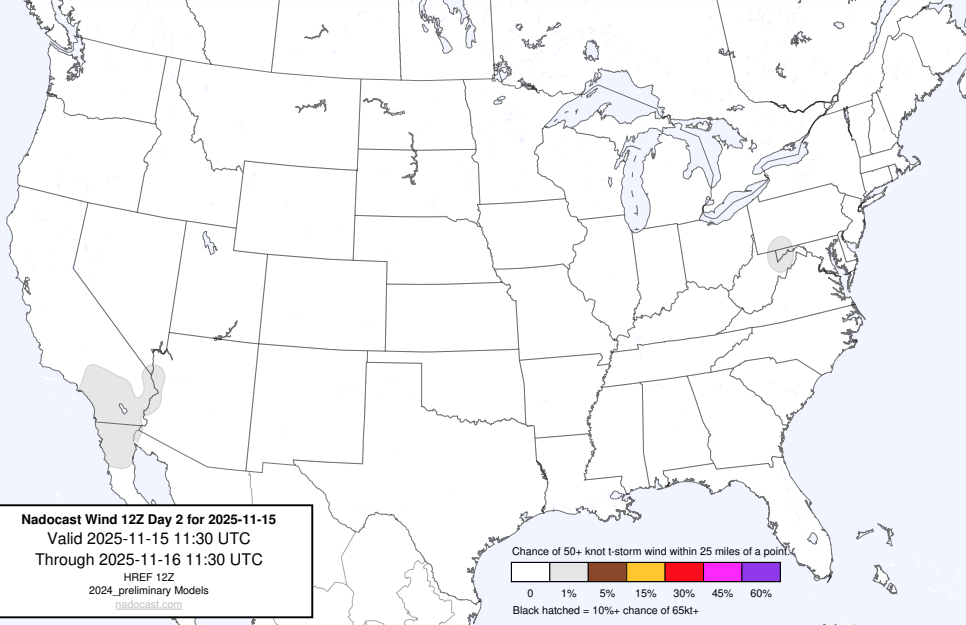 Nadocast Wind 12Z Day 2 for 2025-11-15
Valid 2025-11-15 11:30 UTC
Through 2025-11-16 11:30 UTC
HREF 12Z
2024_preliminary Models
nadocast.com
Chance of 50+ knot t-storm wind within 25 miles of a point.
0 1% 5% 15% 30% 45% 60%
Black hatched = 10%+ chance of 65kt+